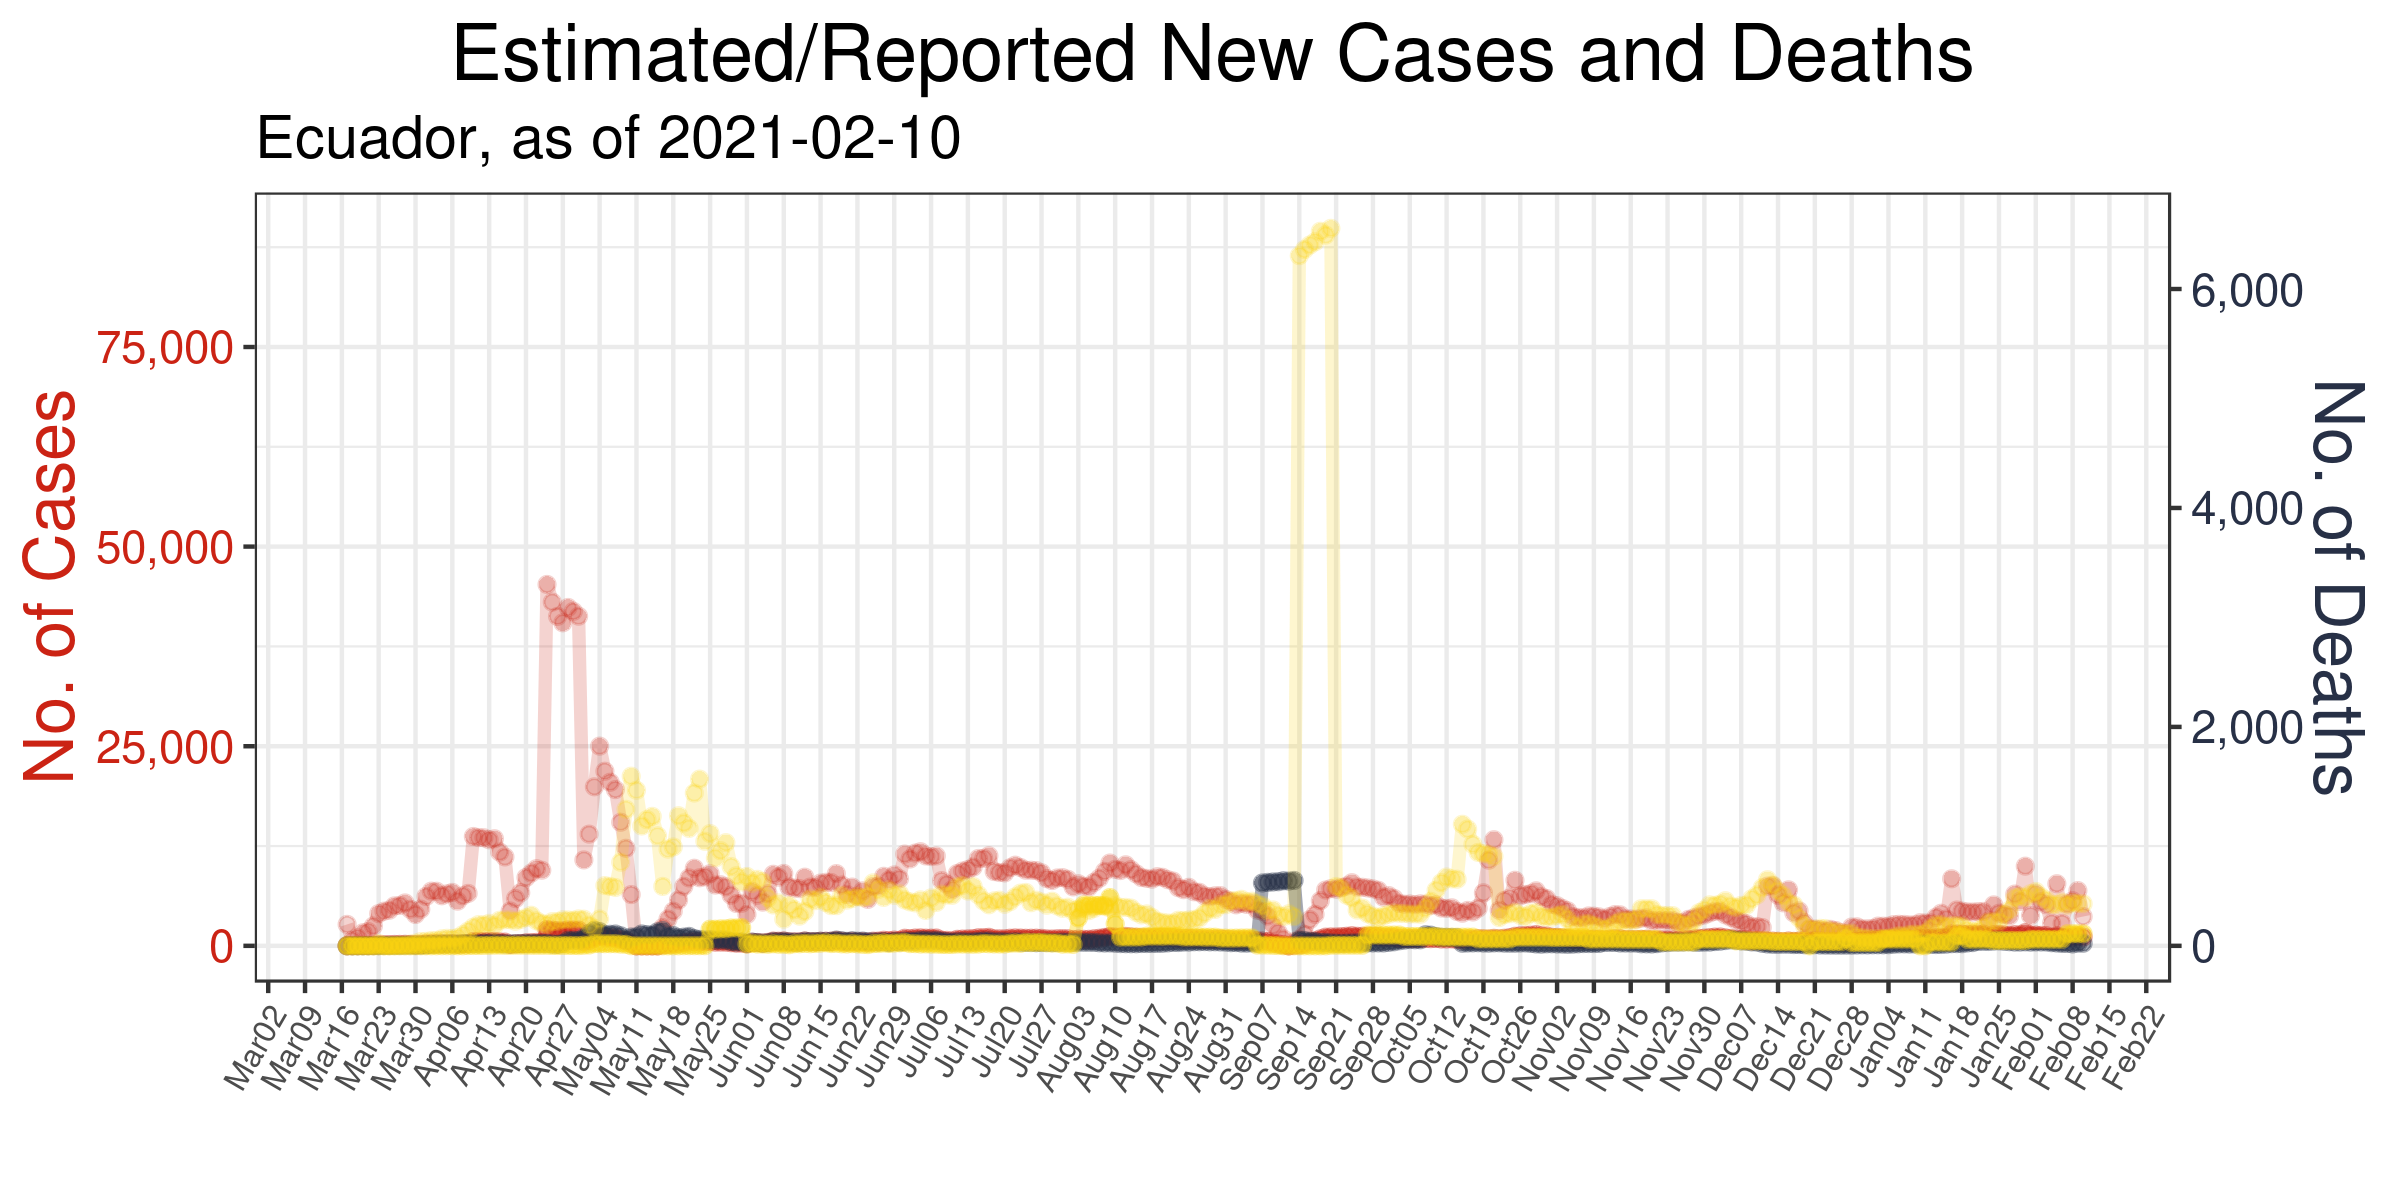 Estimated/Reported New Cases and Deaths
Ecuador, as of 2021-02-10
No. of Cases
75,000
50,000
25,000
0
6,000
4,000
2,000
0
No. of Deaths
Mar02
Mar09
Mar16
Mar23
Mar30
Apr06
Apr13
Apr20
Apr27
May04
May11
May18
May25
Jun01
Jun08
Jun15
Jun22
Jun29
Jul06
Jul13
Jul20
Jul27
Aug03
Aug10
Aug17
Aug24
Aug31
Sep07
Sep14
Sep21
Sep28
Oct05
Oct12
Oct19
Oct26
Nov02
Nov09
Nov16
Nov23
Nov30
Dec07
Dec14
Dec21
Dec28
Jan04
Jan11
Jan18
Jan25
Feb01
Feb08
Feb15
Feb22